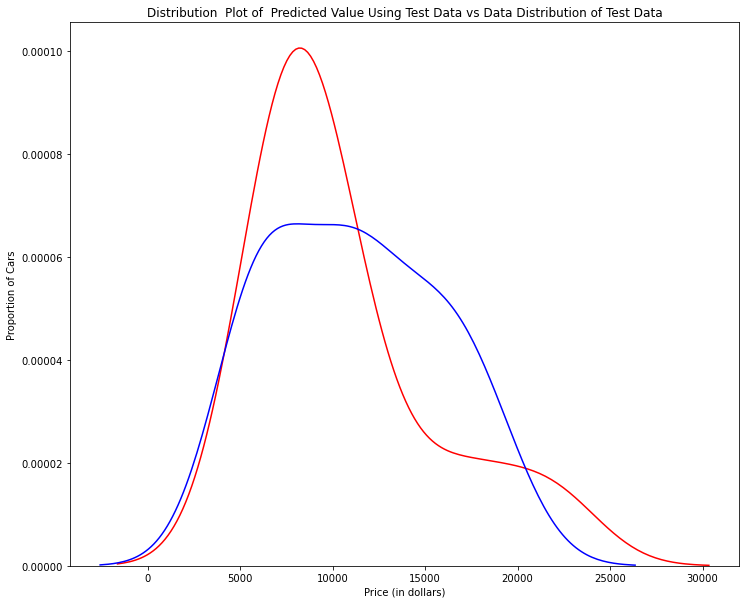 Distribution  Plot of  Predicted Value Using Test Data vs Data Distribution of Test Data
0.00010
0.00008
0.00006
0.00004
0.00002
0.00000
Proportion of Cars
0 5000 10000 15000 20000 25000 30000
Price (in dollars)